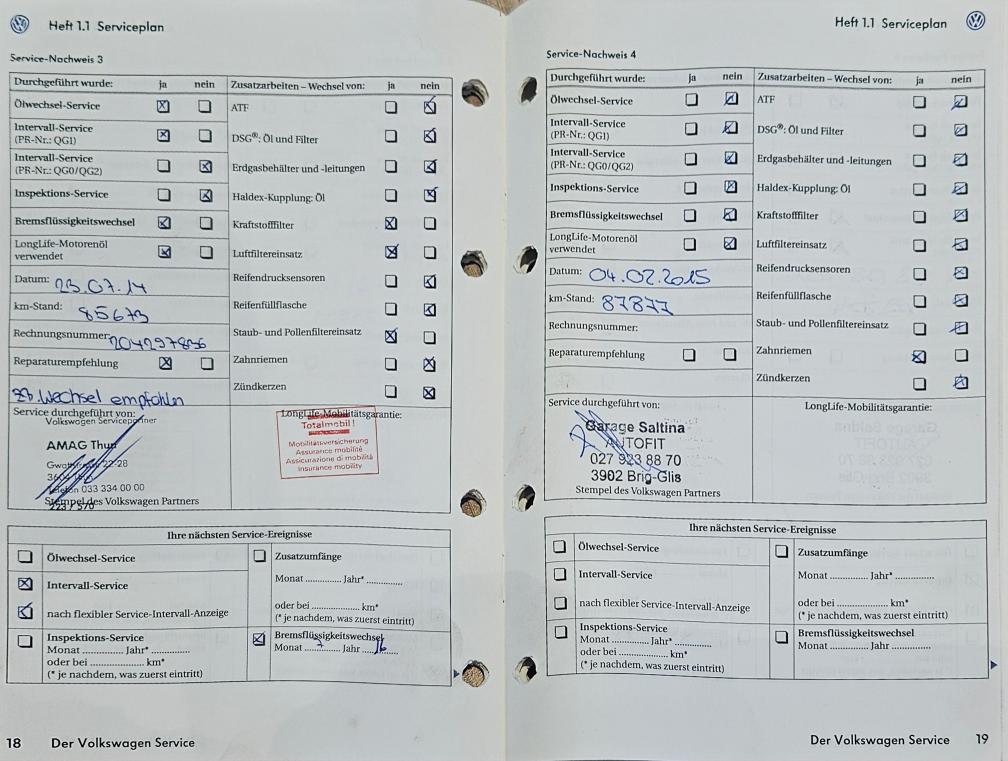 Heft 1.1 Serviceplan
Service-Nachweis 3
Durchgeführt wurde: ja nein
Ölwechsel-Service
Intervall-Service
(PR-Nr.: QG1)
Intervall-Service
(PR-Nr.: QG0/QG2)
Inspektions-Service
Bremsflüssigkeitswechsel
LongLife-Motorenöl
verwendet
Datum: 23.07.14
km-Stand: 85673
Rechnungsnummer:
Reparaturempfehlung
Wechsel empfohlen
Zusatzarbeiten – Wechsel von: ja nein
ATF
DSG®: Öl und Filter
Erdgasbehälter und -leitungen
Haldex-Kupplung: Öl
Kraftstofffilter
Luftfiltereinsatz
Reifendrucksensoren
Reifenfüllflasche
Staub- und Pollenfiltereinsatz
Zahnriemen
Zündkerzen
Service durchgeführt von:
Volkswagen Servicepartner
AMAG Thun
22-28
Telefon 033 334 00 00
Stempel des Volkswagen Partners
LongLife-Mobilitätsgarantie:
Totalmobil!
Mobilitätsversicherung
Assurance mobilité
Assicurazione di mobilità
Insurance mobility
Ihre nächsten Service-Ereignisse
Ölwechsel-Service
Intervall-Service
nach flexibler Service-Intervall-Anzeige
Inspektions-Service
Monat ............ Jahr* ............
oder bei .................... km*
(* je nachdem, was zuerst eintritt)
Zusatzumfänge
Monat ............ Jahr* ............
oder bei .................... km*
(* je nachdem, was zuerst eintritt)
Bremsflüssigkeitswechsel
Monat 7 Jahr 16
18 Der Volkswagen Service
Heft 1.1 Serviceplan
Service-Nachweis 4
Durchgeführt wurde: ja nein
Ölwechsel-Service
Intervall-Service
(PR-Nr.: QG1)
Intervall-Service
(PR-Nr.: QG0/QG2)
Inspektions-Service
Bremsflüssigkeitswechsel
LongLife-Motorenöl
verwendet
Datum: 04.02.2015
km-Stand: 87877
Rechnungsnummer:
Reparaturempfehlung
Zusatzarbeiten – Wechsel von: ja nein
ATF
DSG®: Öl und Filter
Erdgasbehälter und -leitungen
Haldex-Kupplung: Öl
Kraftstofffilter
Luftfiltereinsatz
Reifendrucksensoren
Reifenfüllflasche
Staub- und Pollenfiltereinsatz
Zahnriemen
Zündkerzen
Service durchgeführt von:
Garage Saltina
AUTOFIT
027 923 88 70
3902 Brig-Glis
Stempel des Volkswagen Partners
LongLife-Mobilitätsgarantie:
Ihre nächsten Service-Ereignisse
Ölwechsel-Service
Intervall-Service
nach flexibler Service-Intervall-Anzeige
Inspektions-Service
Monat ............ Jahr* ............
oder bei .................... km*
(* je nachdem, was zuerst eintritt)
Zusatzumfänge
Monat ............ Jahr* ............
oder bei .................... km*
(* je nachdem, was zuerst eintritt)
Bremsflüssigkeitswechsel
Monat ............ Jahr ............
Der Volkswagen Service 19